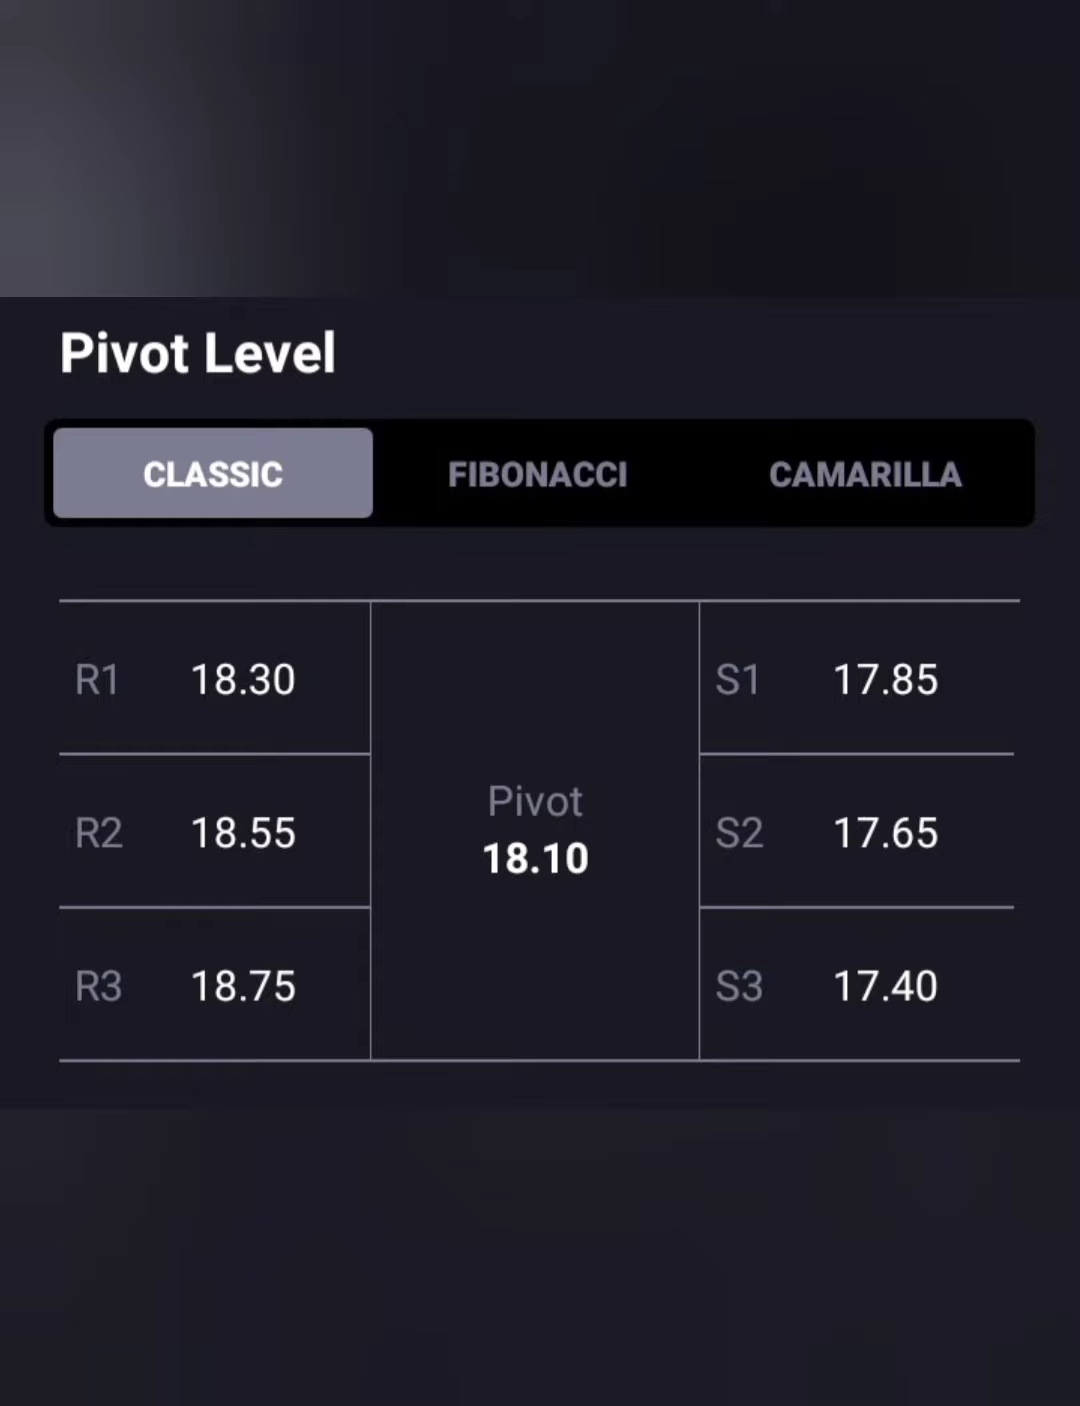 Pivot Level
CLASSIC FIBONACCI CAMARILLA
R1 18.30
R2 18.55
R3 18.75
Pivot
18.10
S1 17.85
S2 17.65
S3 17.40